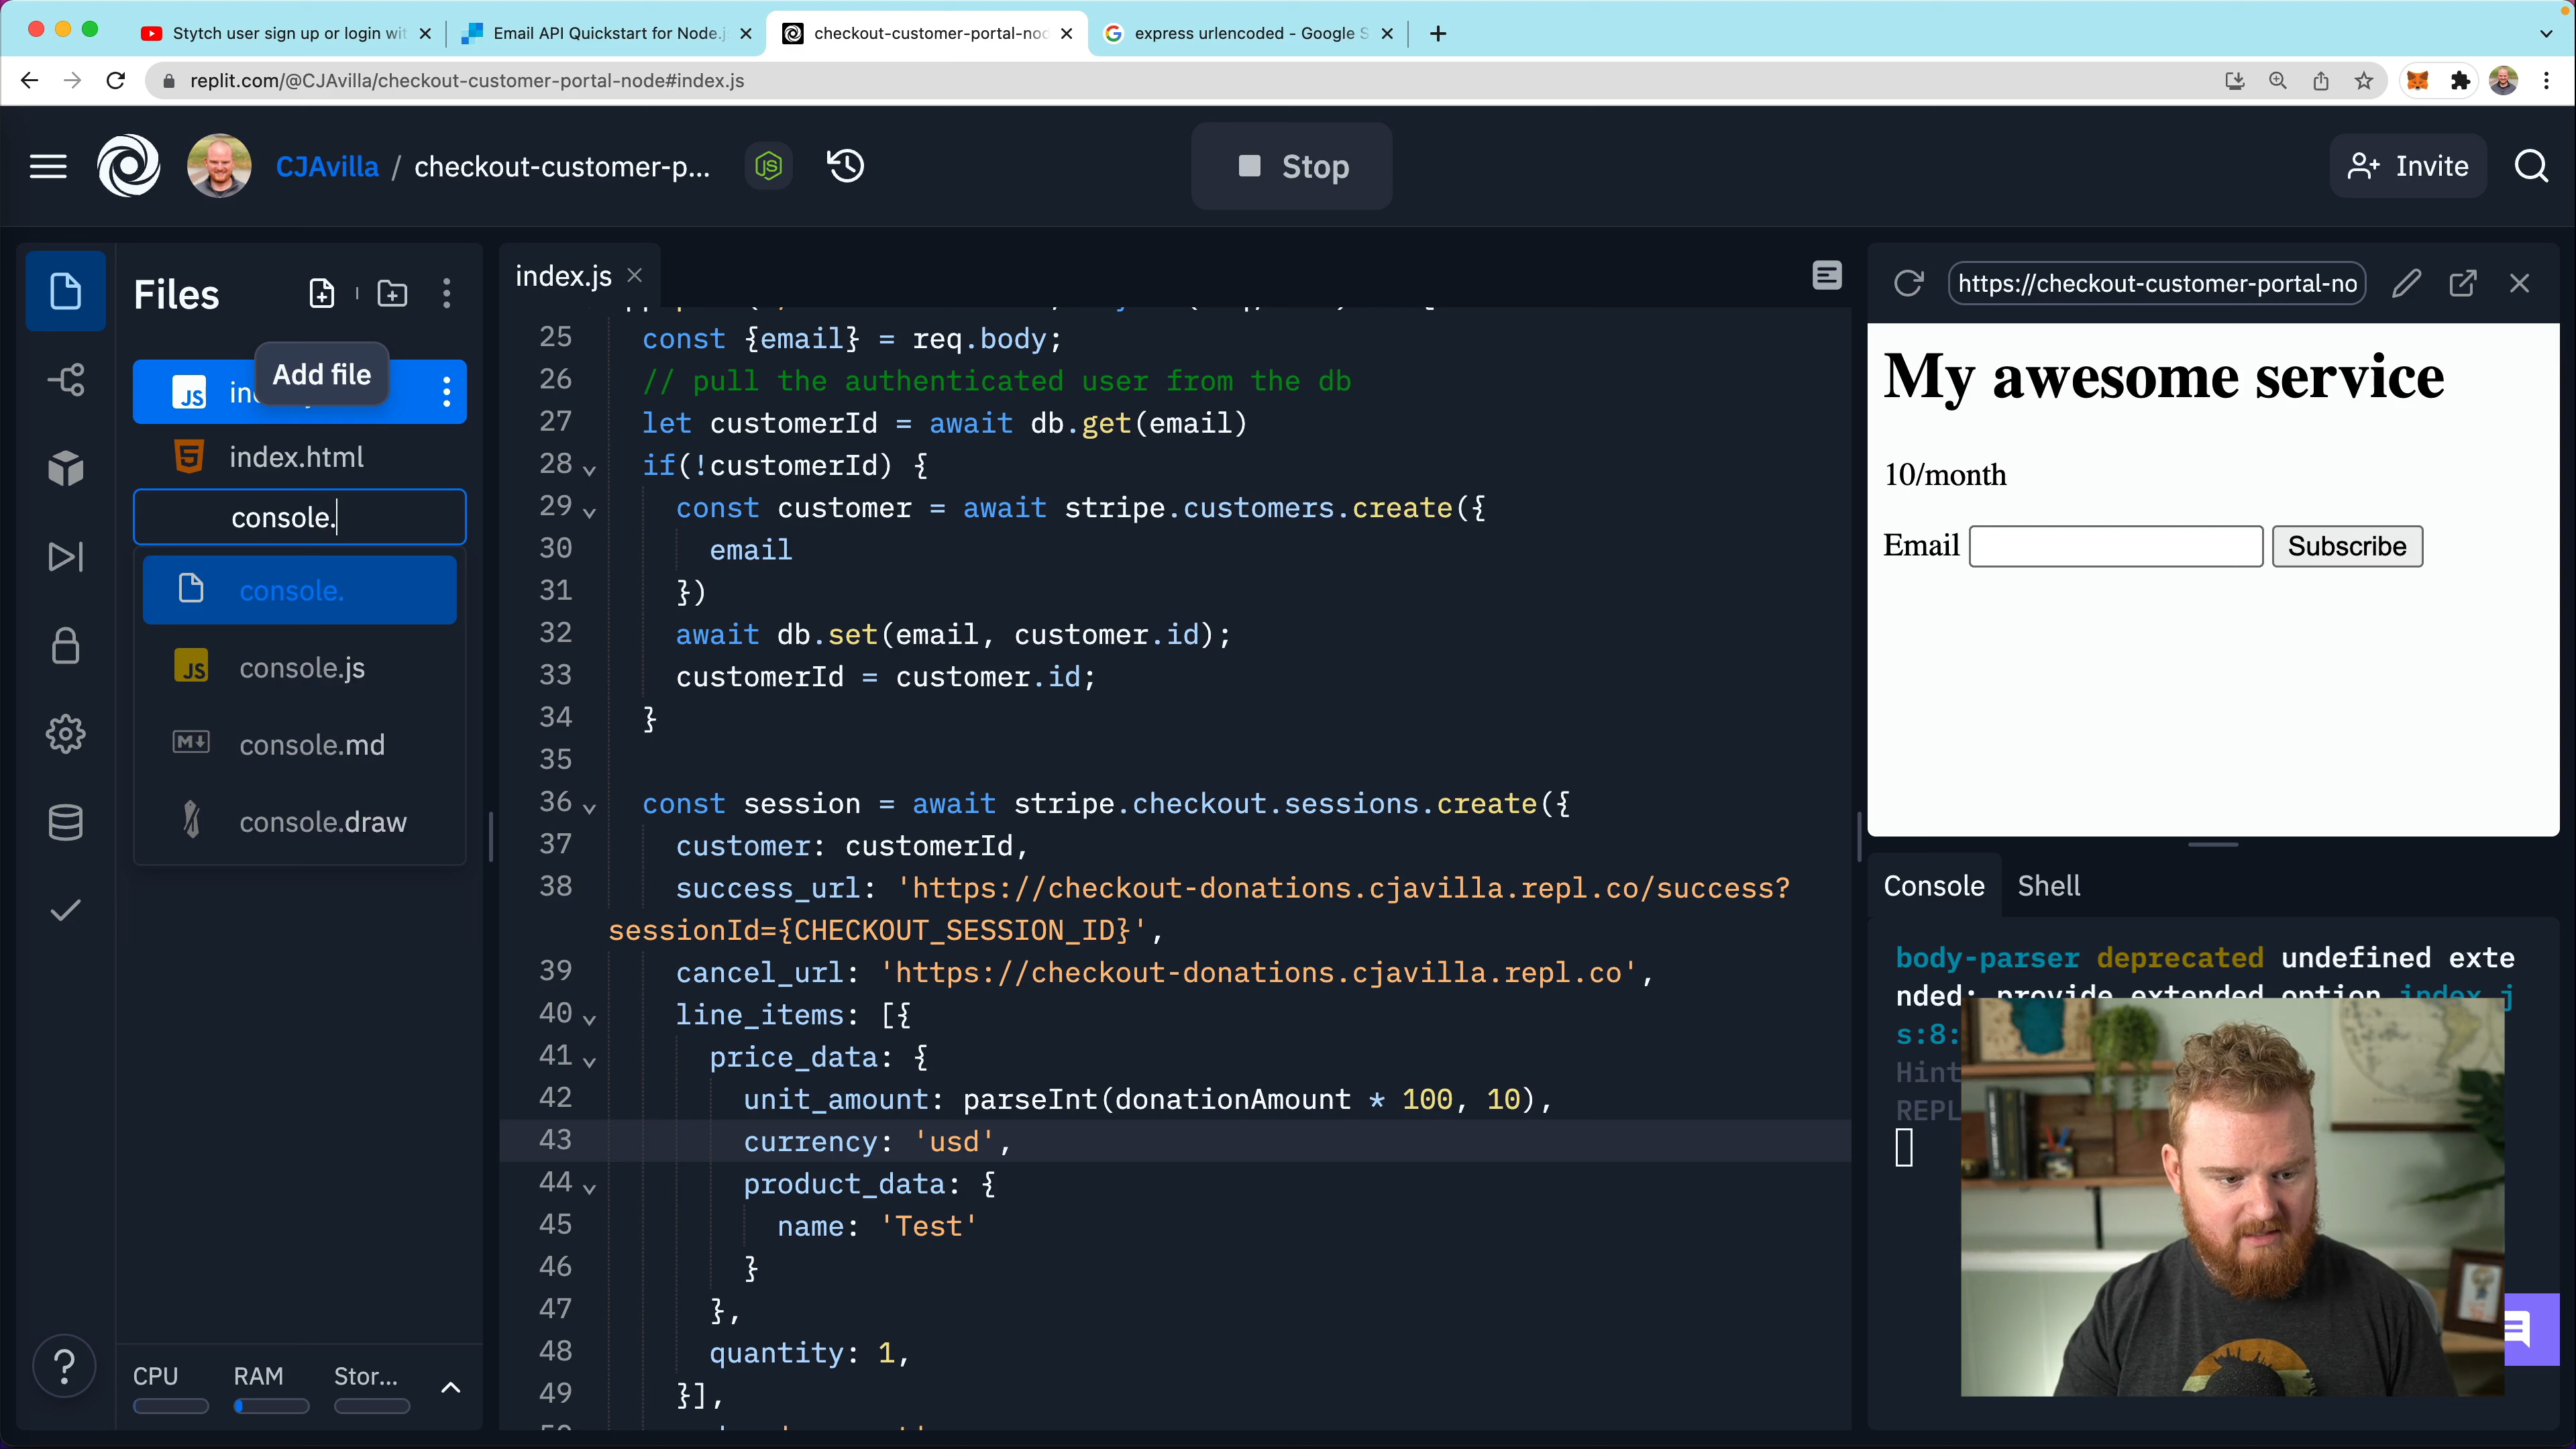 Stytch user sign up or login wit
Email API Quickstart for Node.j
checkout-customer-portal-noc
express urlencoded - Google S
replit.com/@CJAvilla/checkout-customer-portal-node#index.js
CJAvilla / checkout-customer-p...
Stop
Invite
Files
Add file
index.html
console.
console.
console.js
console.md
console.draw
CPU
RAM
Stor...
index.js
25 const {email} = req.body;
26 // pull the authenticated user from the db
27 let customerId = await db.get(email)
28 if(!customerId) {
29 const customer = await stripe.customers.create({
30 email
31 })
32 await db.set(email, customer.id);
33 customerId = customer.id;
34 }
35
36 const session = await stripe.checkout.sessions.create({
37 customer: customerId,
38 success_url: 'https://checkout-donations.cjavilla.repl.co/success?
sessionId={CHECKOUT_SESSION_ID}',
39 cancel_url: 'https://checkout-donations.cjavilla.repl.co',
40 line_items: [{
41 price_data: {
42 unit_amount: parseInt(donationAmount * 100, 10),
43 currency: 'usd',
44 product_data: {
45 name: 'Test'
46 }
47 },
48 quantity: 1,
49 }],
https://checkout-customer-portal-no
My awesome service
10/month
Email
Subscribe
Console
Shell
body-parser deprecated undefined exte
nded: provide extended option index.j
s:8:
Hint
REPL